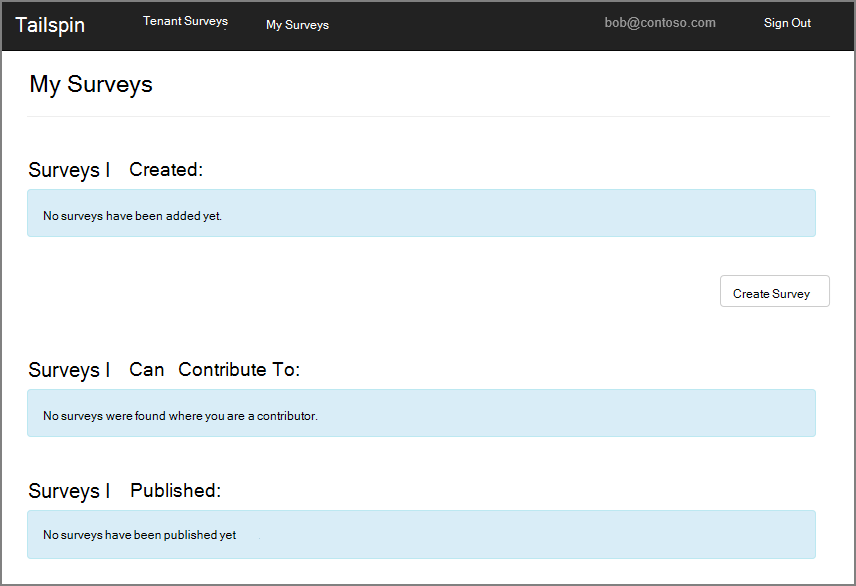 Tailspin Tenant Surveys My Surveys bob@contoso.com Sign Out
My Surveys
Surveys I Created:
No surveys have been added yet.
Create Survey
Surveys I Can Contribute To:
No surveys were found where you are a contributor.
Surveys I Published:
No surveys have been published yet